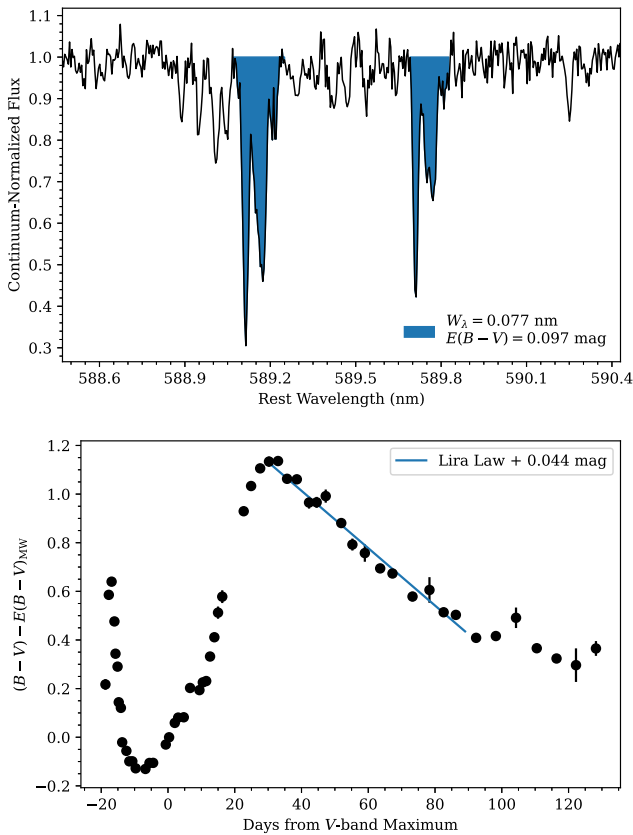 Continuum-Normalized Flux
1.0
0.9
0.8
0.7
0.6
0.5
0.4
0.3
W_λ = 0.077 nm
E(B − V) = 0.097 mag
588.6 588.9 589.2 589.5 589.8 590.1 590.4
Rest Wavelength (nm)
(B − V) − E(B − V)_MW
1.2
1.0
0.8
0.6
0.4
0.2
0.0
−0.2
Lira Law + 0.044 mag
−20 0 20 40 60 80 100 120
Days from V-band Maximum